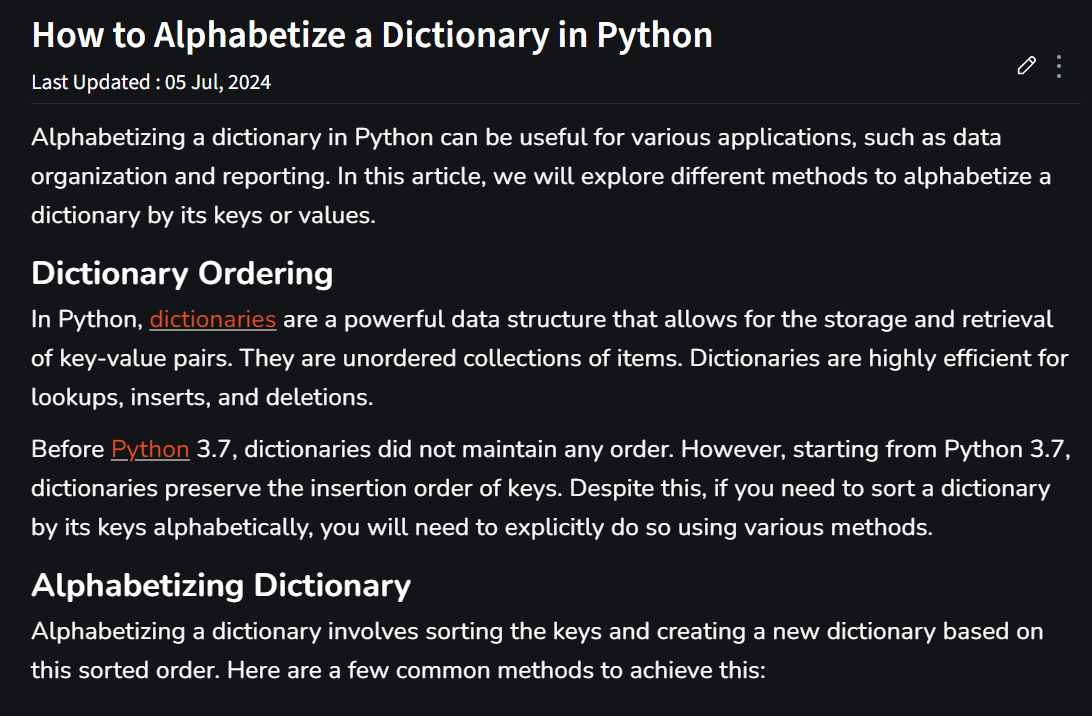 How to Alphabetize a Dictionary in Python
Last Updated : 05 Jul, 2024
Alphabetizing a dictionary in Python can be useful for various applications, such as data
organization and reporting. In this article, we will explore different methods to alphabetize a
dictionary by its keys or values.
Dictionary Ordering
In Python, dictionaries are a powerful data structure that allows for the storage and retrieval
of key-value pairs. They are unordered collections of items. Dictionaries are highly efficient for
lookups, inserts, and deletions.
Before Python 3.7, dictionaries did not maintain any order. However, starting from Python 3.7,
dictionaries preserve the insertion order of keys. Despite this, if you need to sort a dictionary
by its keys alphabetically, you will need to explicitly do so using various methods.
Alphabetizing Dictionary
Alphabetizing a dictionary involves sorting the keys and creating a new dictionary based on
this sorted order. Here are a few common methods to achieve this: